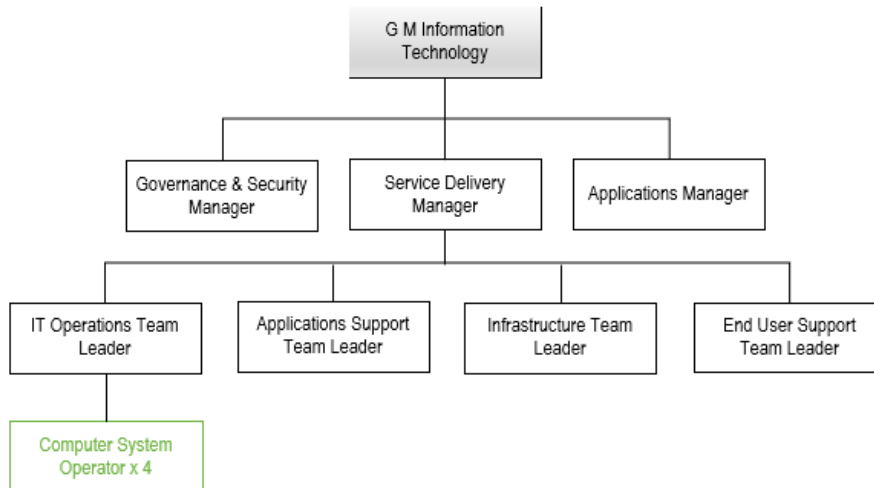 G M Information
Technology
Governance & Security
Manager
Service Delivery
Manager
Applications Manager
IT Operations Team
Leader
Applications Support
Team Leader
Infrastructure Team
Leader
End User Support
Team Leader
Computer System
Operator x 4